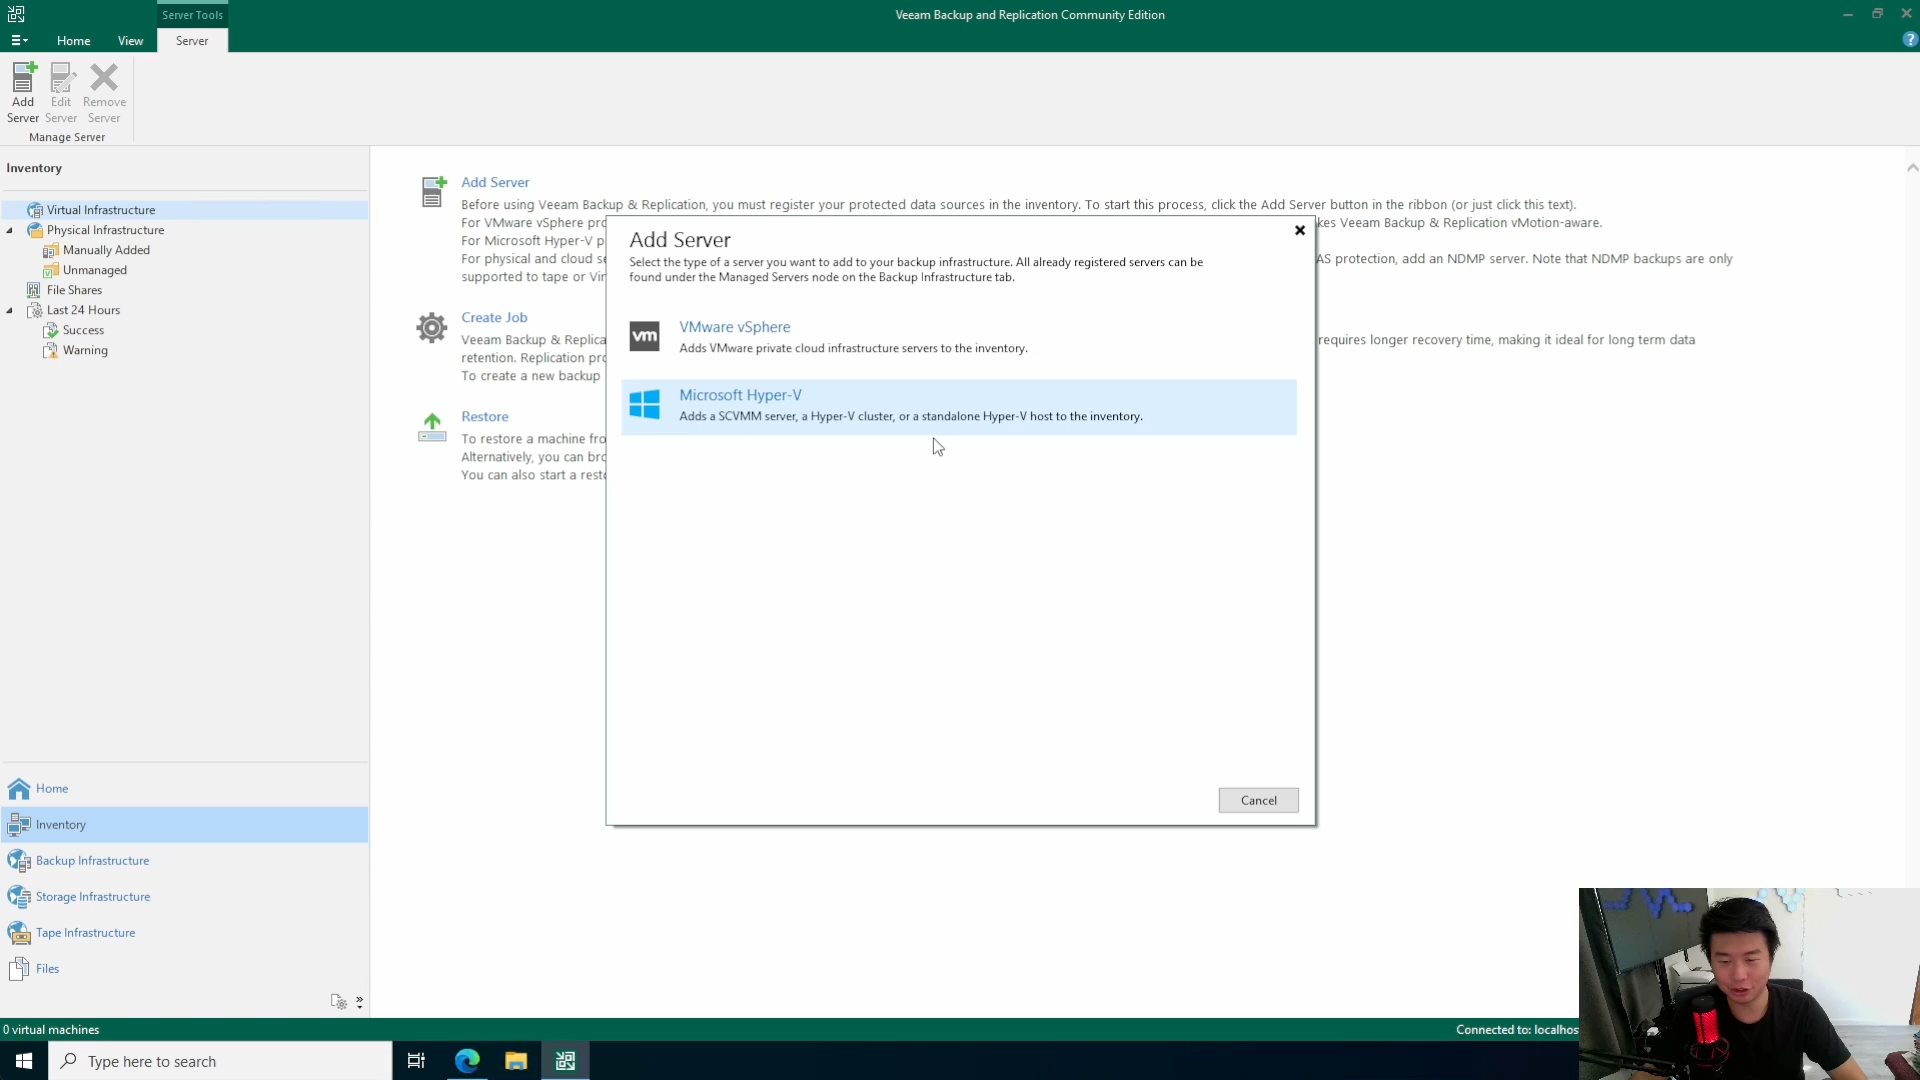 Server Tools
Veeam Backup and Replication Community Edition
Home
View
Server
Add Server
Edit Server
Remove Server
Manage Server
Inventory
Virtual Infrastructure
Physical Infrastructure
Manually Added
Unmanaged
File Shares
Last 24 Hours
Success
Warning
Add Server
Before using Veeam Backup & Replication, you must register your protected data sources in the inventory. To start this process, click the Add Server button in the ribbon (or just click this text).
For VMware vSphere pro
kes Veeam Backup & Replication vMotion-aware.
For Microsoft Hyper-V p
For physical and cloud se
AS protection, add an NDMP server. Note that NDMP backups are only
supported to tape or Vir
Create Job
Veeam Backup & Replica
requires longer recovery time, making it ideal for long term data
retention. Replication pro
To create a new backup
Restore
To restore a machine fro
Alternatively, you can bro
You can also start a resto
Add Server
Select the type of a server you want to add to your backup infrastructure. All already registered servers can be
found under the Managed Servers node on the Backup Infrastructure tab.
vm
VMware vSphere
Adds VMware private cloud infrastructure servers to the inventory.
Microsoft Hyper-V
Adds a SCVMM server, a Hyper-V cluster, or a standalone Hyper-V host to the inventory.
Cancel
Home
Inventory
Backup Infrastructure
Storage Infrastructure
Tape Infrastructure
Files
0 virtual machines
Connected to: localhos
Type here to search